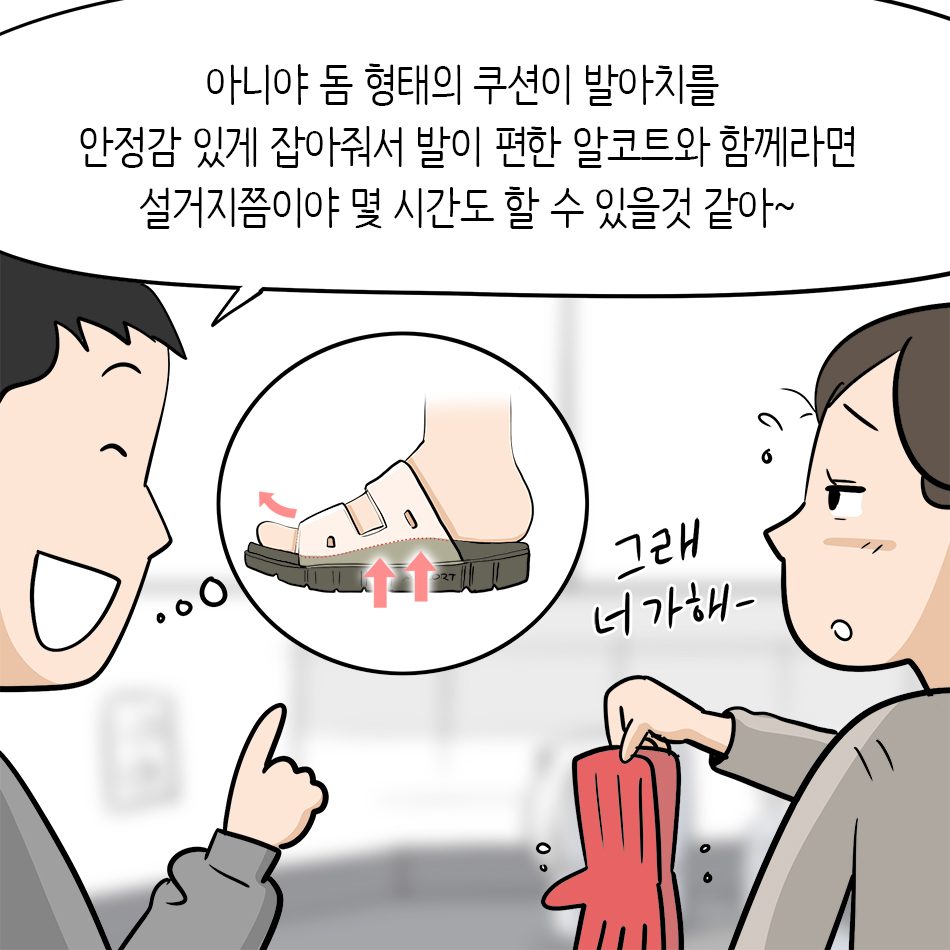 아니야 돔 형태의 쿠션이 발아치를
안정감 있게 잡아줘서 발이 편한 알코트와 함께라면
설거지쯤이야 몇 시간도 할 수 있을것 같아~
그래
너 가해-